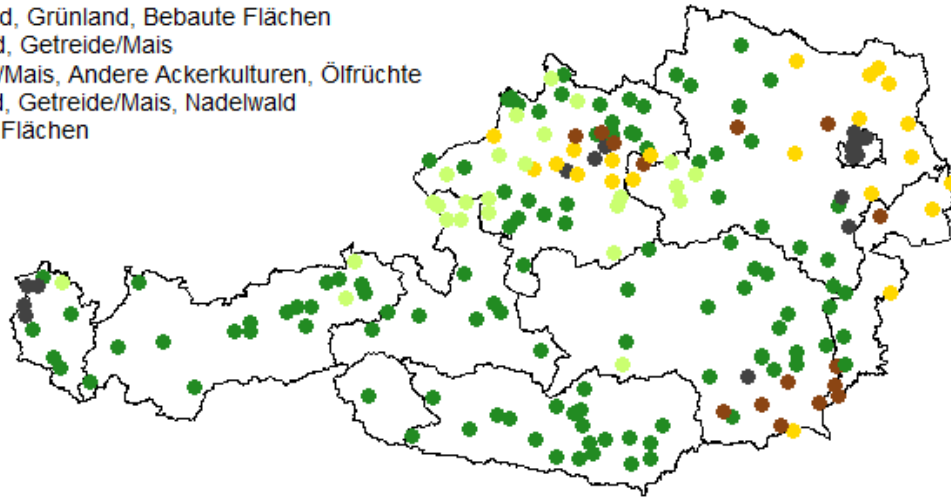 d, Grünland, Bebaute Flächen
d, Getreide/Mais
/Mais, Andere Ackerkulturen, Ölfrüchte
d, Getreide/Mais, Nadelwald
Flächen